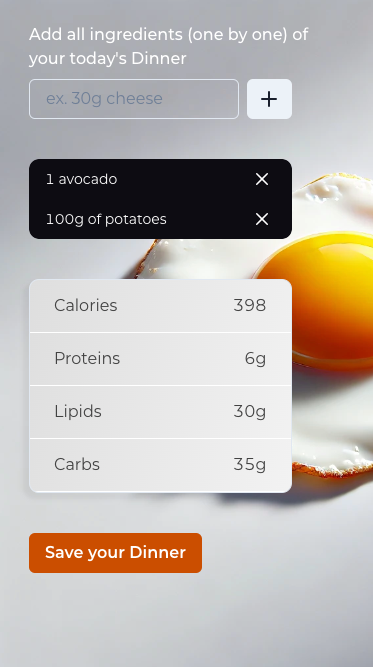 Add all ingredients (one by one) of
your today's Dinner
ex. 30g cheese
1 avocado
100g of potatoes
Calories 398
Proteins 6g
Lipids 30g
Carbs 35g
Save your Dinner